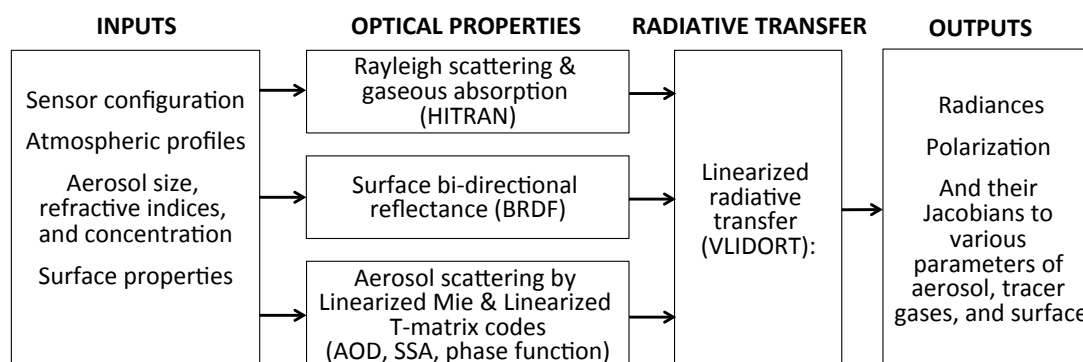 INPUTS
OPTICAL PROPERTIES
RADIATIVE TRANSFER
OUTPUTS
Sensor configuration
Atmospheric profiles
Aerosol size,
refractive indices,
and concentration
Surface properties
Rayleigh scattering &
gaseous absorption
(HITRAN)
Surface bi-directional
reflectance (BRDF)
Aerosol scattering by
Linearized Mie & Linearized
T-matrix codes
(AOD, SSA, phase function)
Linearized
radiative
transfer
(VLIDORT):
Radiances
Polarization
And their
Jacobians to
various
parameters of
aerosol, tracer
gases, and surface